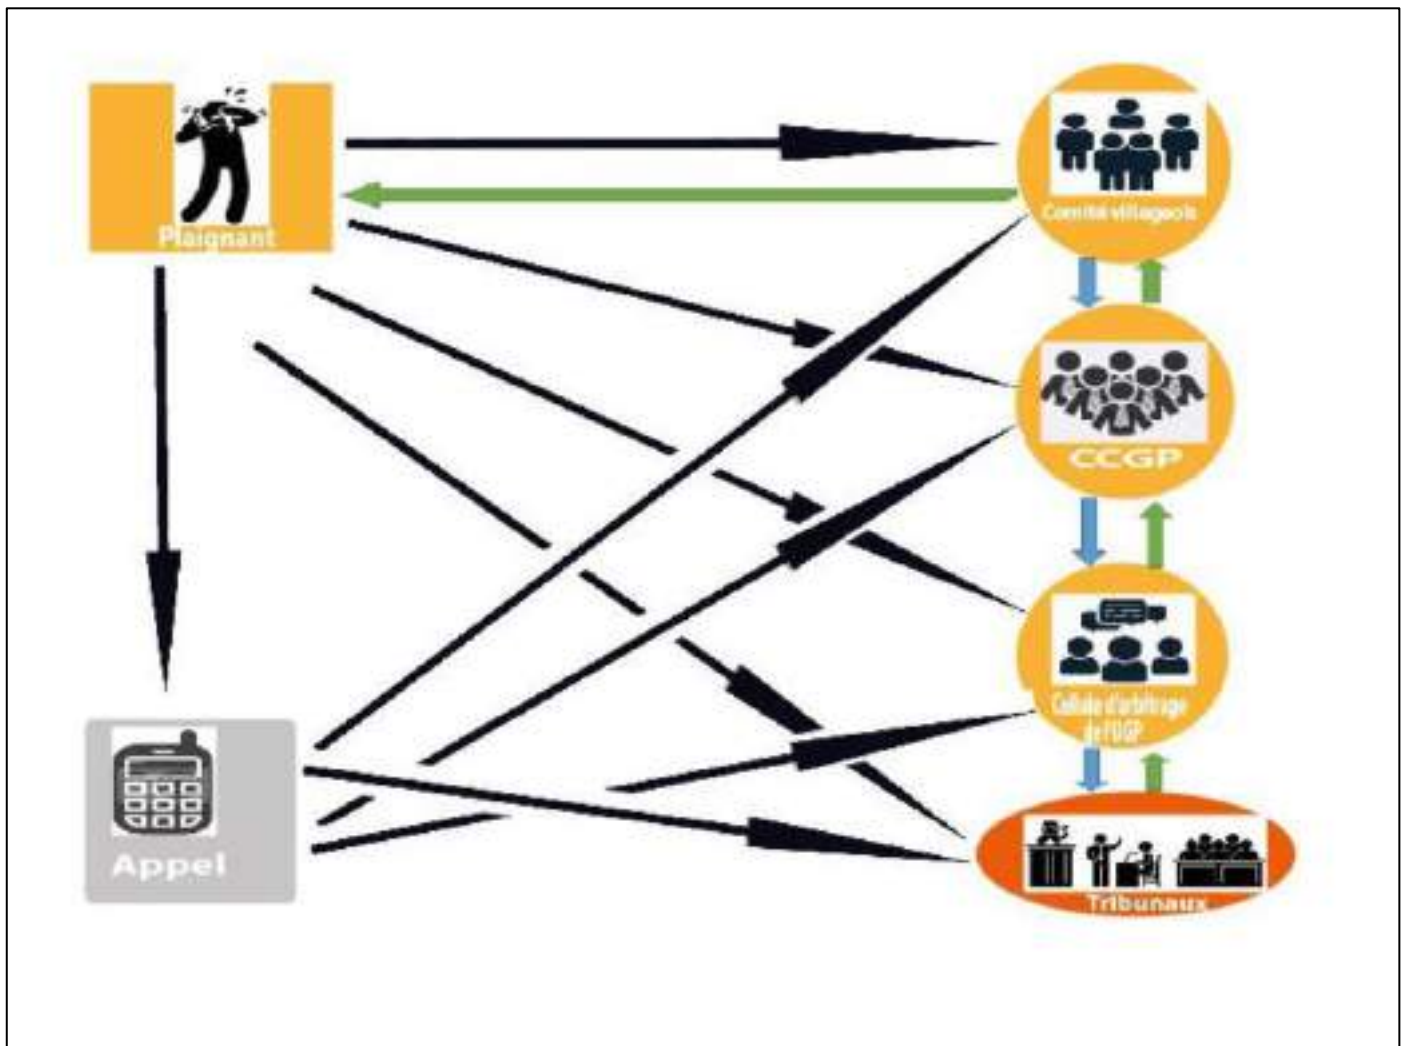 Plaignant
Comité villageois
CCGP
Cellule d'arbitrage
de l'UGP
Appel
Tribunaux